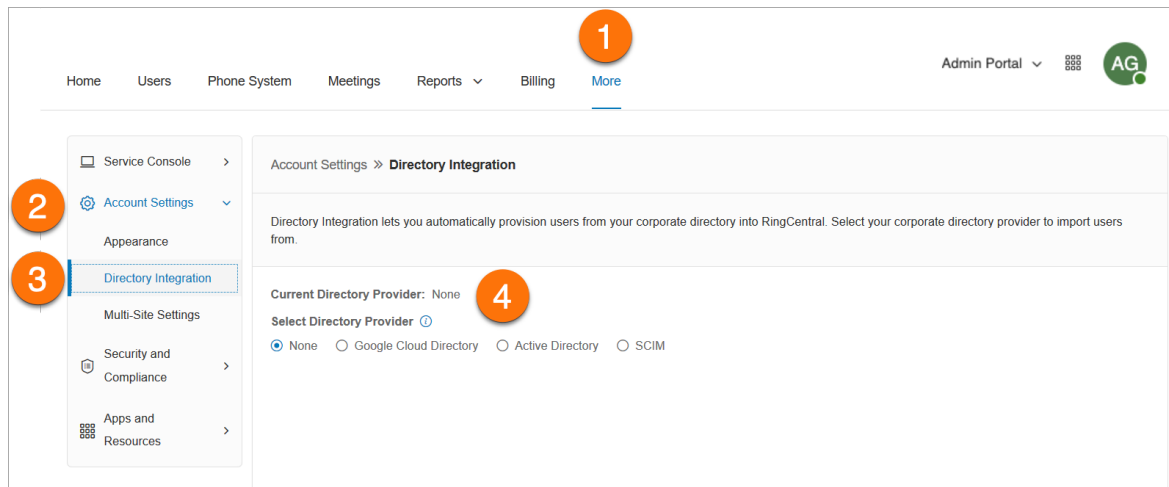 1
Home Users Phone System Meetings Reports Billing More
Admin Portal
AG
Service Console
2
Account Settings
Appearance
3
Directory Integration
Multi-Site Settings
Security and
Compliance
Apps and
Resources
Account Settings » Directory Integration
Directory Integration lets you automatically provision users from your corporate directory into RingCentral. Select your corporate directory provider to import users
from.
Current Directory Provider: None
4
Select Directory Provider
None Google Cloud Directory Active Directory SCIM